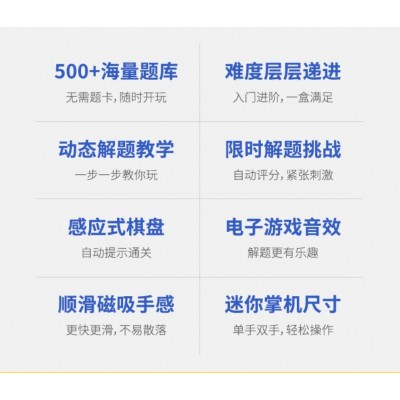 500+海量题库
无需题卡,随时开玩
难度层层递进
入门进阶,一盒满足
动态解题教学
一步一步教你玩
限时解题挑战
自动评分,紧张刺激
感应式棋盘
自动提示通关
电子游戏音效
解题更有乐趣
顺滑磁吸手感
更快更滑,不易散落
迷你掌机尺寸
单手双手,轻松操作